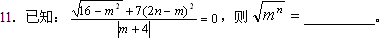 11. 已知：$\frac{\sqrt{16-m^2}+7(2n-m)^2}{|m+4|}=0$，则 $\sqrt{m^n}=$ ________。